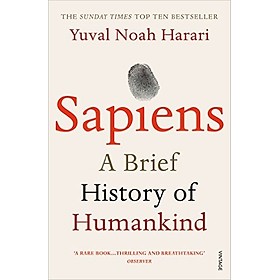 THE SUNDAY TIMES TOP TEN BESTSELLER
Yuval Noah Harari
Sapiens
A Brief
History of
Humankind
'A RARE BOOK...THRILLING AND BREATHTAKING'
OBSERVER
VINTAGE